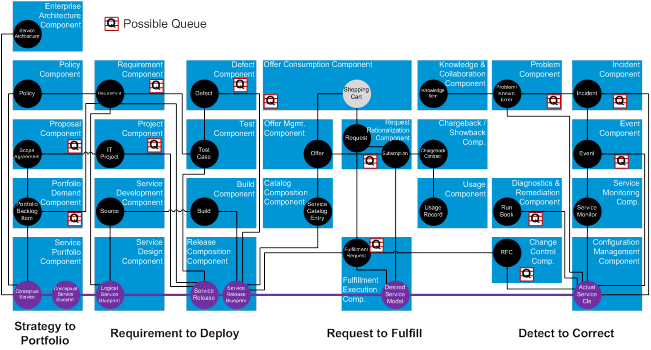 Enterprise
Architecture
Component
Service
Architecture
Q Possible Queue
Policy
Component
Policy
Requirement
Component
Requirement
Q
Defect
Component
Defect
Q
Offer Consumption Component
Shopping
Cart
Q
Knowledge &
Collaboration
Component
Knowledge
Item
Problem
Component
Problem/
Known
Error
Q
Incident
Component
Incident
Q
Proposal
Component
Scope
Agreement
Q
Project
Component
IT
Project
Q
Test
Component
Test
Case
Offer Mgmt.
Component
Offer
Request
Rationalization
Component
Request
Subscription
Q
Chargeback /
Showback
Comp.
Chargeback
Contract
Event
Component
Event
Q
Portfolio
Demand
Component
Portfolio
Backlog
Item
Q
Service
Development
Component
Source
Build
Component
Build
Catalog
Composition
Component
Service
Catalog
Entry
Usage
Component
Usage
Record
Diagnostics &
Remediation
Component
Run
Book
Q
Service
Monitoring
Comp.
Service
Monitor
Service
Portfolio
Component
Conceptual
Service
Conceptual
Service
Blueprint
Service
Design
Component
Logical
Service
Blueprint
Release
Composition
Component
Service
Release
Service
Release
Blueprint
Fulfillment
Request
Q
Fulfillment
Execution
Comp.
Desired
Service
Model
Change
Control
Comp.
RFC
Q
Configuration
Management
Component
Actual
Service
CIs
Strategy to
Portfolio
Requirement to Deploy
Request to Fulfill
Detect to Correct